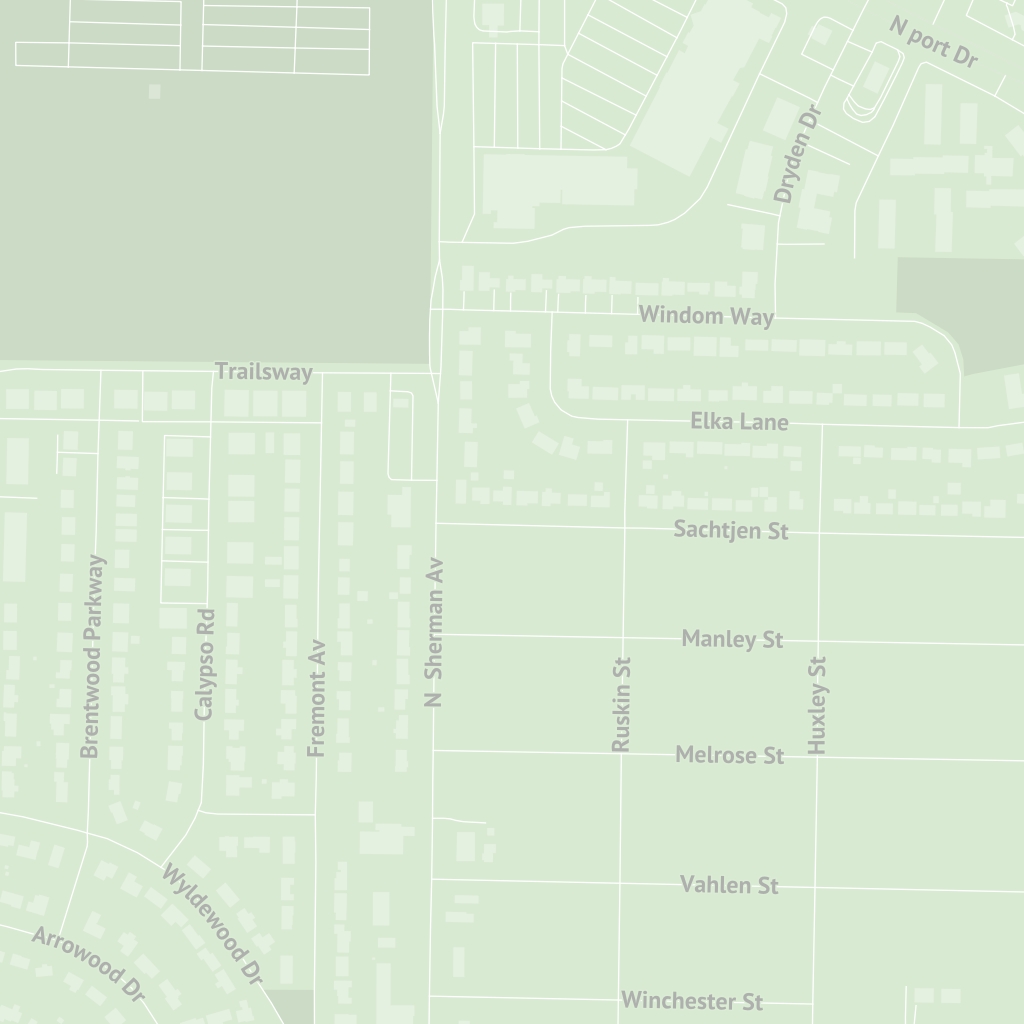 N port Dr
Dryden Dr
Windom Way
Trailsway
Elka Lane
Sachtjen St
Brentwood Parkway
Calypso Rd
Fremont Av
N Sherman Av
Manley St
Ruskin St
Huxley St
Melrose St
Wyldewood Dr
Vahlen St
Arrowood Dr
Winchester St